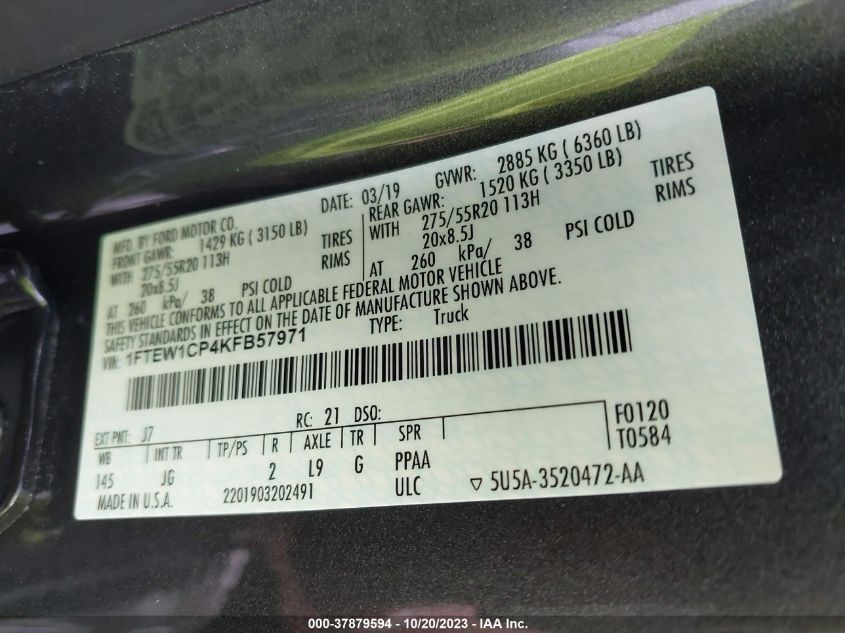 MFD. BY FORD MOTOR CO.
DATE: 03/19 GVWR: 2885 KG ( 6360 LB)
FRONT GAWR: 1429 KG ( 3150 LB)
WITH 275/55R20 113H TIRES
20x8.5J RIMS
AT 260 kPa/ 38 PSI COLD
REAR GAWR: 1520 KG ( 3350 LB)
WITH 275/55R20 113H TIRES
20x8.5J RIMS
AT 260 kPa/ 38 PSI COLD
THIS VEHICLE CONFORMS TO ALL APPLICABLE FEDERAL MOTOR VEHICLE
SAFETY STANDARDS IN EFFECT ON THE DATE OF MANUFACTURE SHOWN ABOVE.
VIN: 1FTEW1CP4KFB57971 TYPE: Truck
EXT PNT: J7 RC: 21 DSO: F0120
WB INT TR TP/PS R AXLE TR SPR T0584
145 JG 2 L9 G PPAA
MADE IN U.S.A. 2201903202491 ULC ▽ 5U5A-3520472-AA
000-37879594 - 10/20/2023 - IAA Inc.